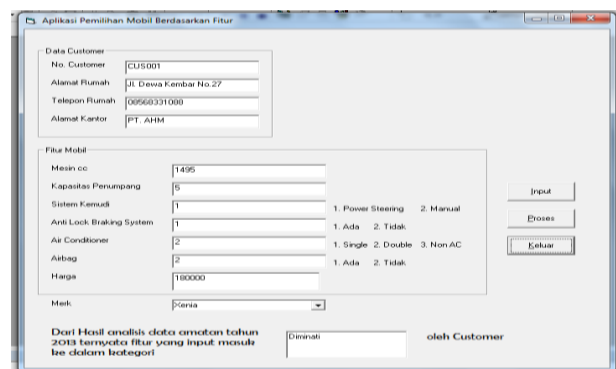 Aplikasi Pemilihan Mobil Berdasarkan Fitur
Data Customer
No. Customer CUS001
Alamat Rumah Jl. Dewa Kembar No.27
Telepon Rumah 08568331088
Alamat Kantor PT. AHM
Fitur Mobil
Mesin cc 1495
Kapasitas Penumpang 5
Sistem Kemudi 1 1. Power Steering 2. Manual
Anti Lock Braking System 1 1. Ada 2. Tidak
Air Conditioner 2 1. Single 2. Double 3. Non AC
Airbag 2 1. Ada 2. Tidak
Harga 180000
Input
Proses
Keluar
Merk Xenia
Dari Hasil analisis data amatan tahun
2013 ternyata fitur yang input masuk
ke dalam kategori
Diminati
oleh Customer